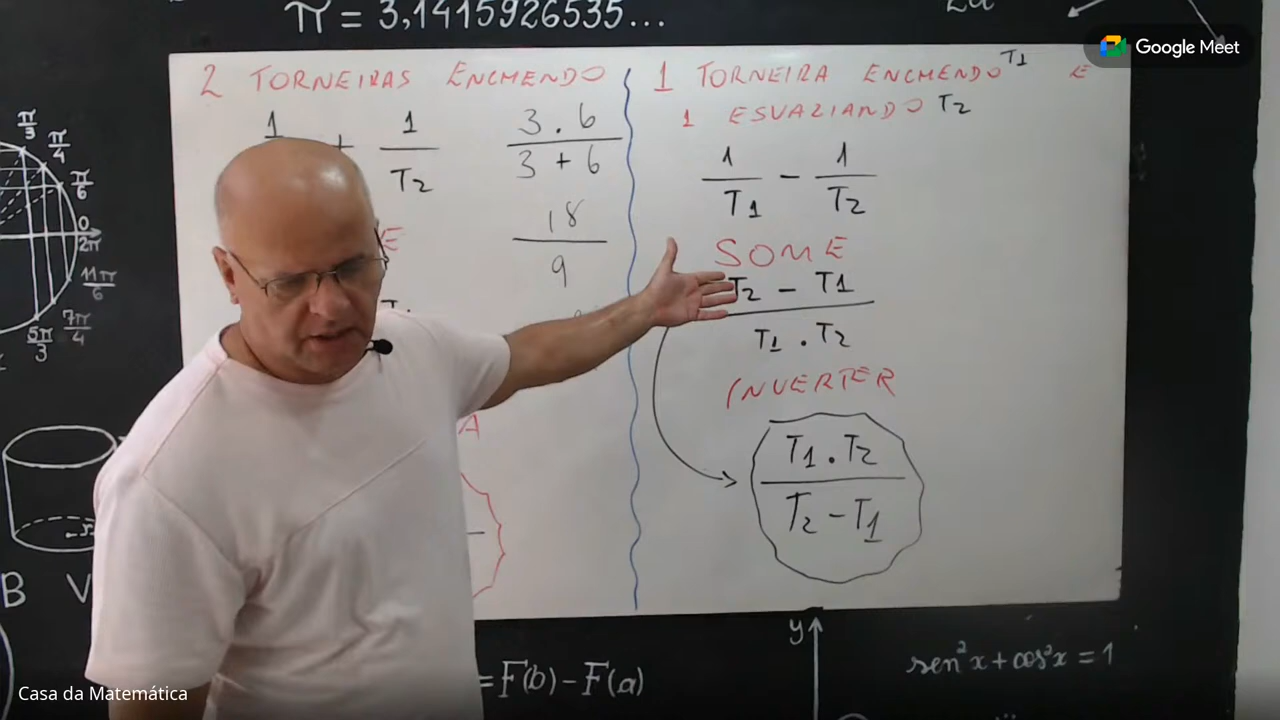 π = 3,1415926535...
2a
Google Meet
2 TORNEIRAS ENCHENDO
1 + 1
T2
3 . 6
3 + 6
18
9
1 TORNEIRA ENCHENDO T1 E
1 ESVAZIANDO T2
1 - 1
T1 T2
SOME
T2 - T1
T1 . T2
INVERTER
T1 . T2
T2 - T1
π/3
π/4
π/6
0
2π
11π/6
7π/4
5π/3
B V
= F(b) - F(a)
y
sen²x + cos²x = 1
Casa da Matemática